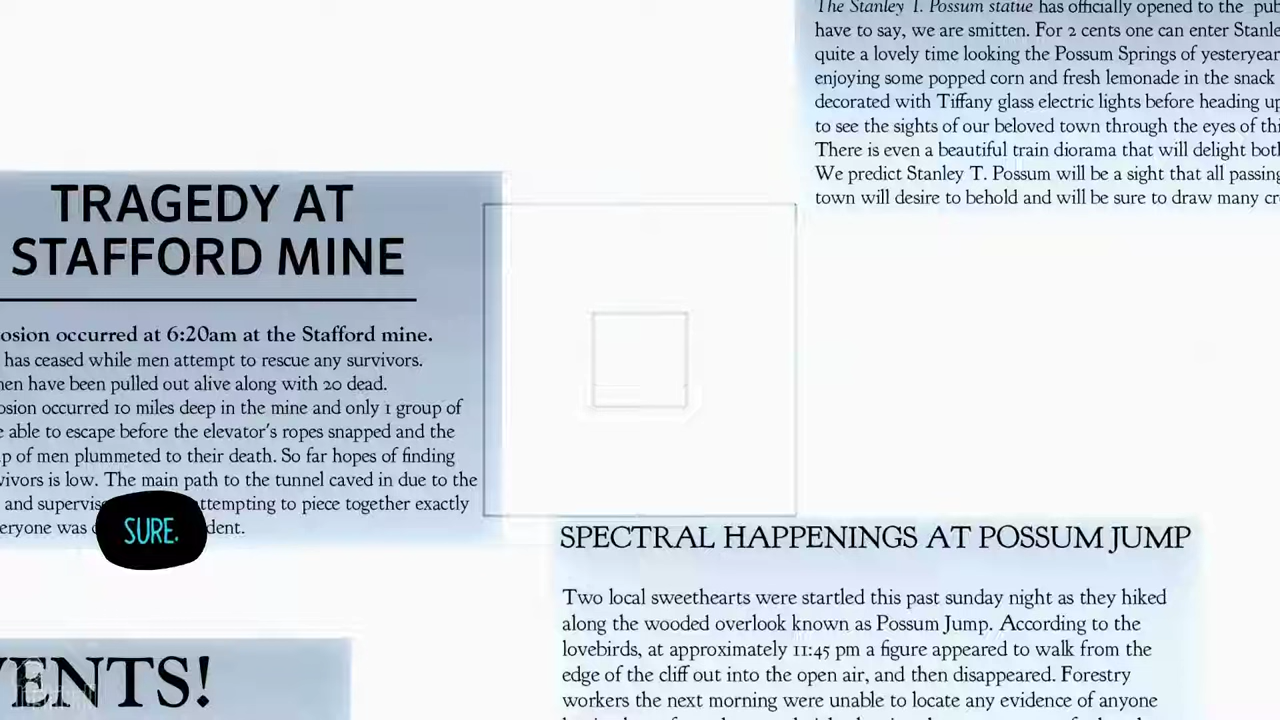 The Stanley T. Possum statue has officially opened to the
have to say, we are smitten. For 2 cents one can enter
quite a lovely time looking the Possum Springs of yesteryear
enjoying some popped corn and fresh lemonade in the snack
decorated with Tiffany glass electric lights before heading up
to see the sights of our beloved town through the eyes of
There is even a beautiful train diorama that will delight
We predict Stanley T. Possum will be a sight that all passing
town will desire to behold and will be sure to draw many
TRAGEDY AT
STAFFORD MINE
osion occurred at 6:20am at the Stafford mine.
has ceased while men attempt to rescue any survivors.
en have been pulled out alive along with 20 dead.
osion occurred 10 miles deep in the mine and only 1 group of
able to escape before the elevator's ropes snapped and the
p of men plummeted to their death. So far hopes of finding
vivors is low. The main path to the tunnel caved in due to the
and supervis ttempting to piece together exactly
eryone was dent.
SURE.
SPECTRAL HAPPENINGS AT POSSUM JUMP
Two local sweethearts were startled this past sunday night as they hiked
along the wooded overlook known as Possum Jump. According to the
lovebirds, at approximately 11:45 pm a figure appeared to walk from the
edge of the cliff out into the open air, and then disappeared. Forestry
workers the next morning were unable to locate any evidence of anyone
VENTS!